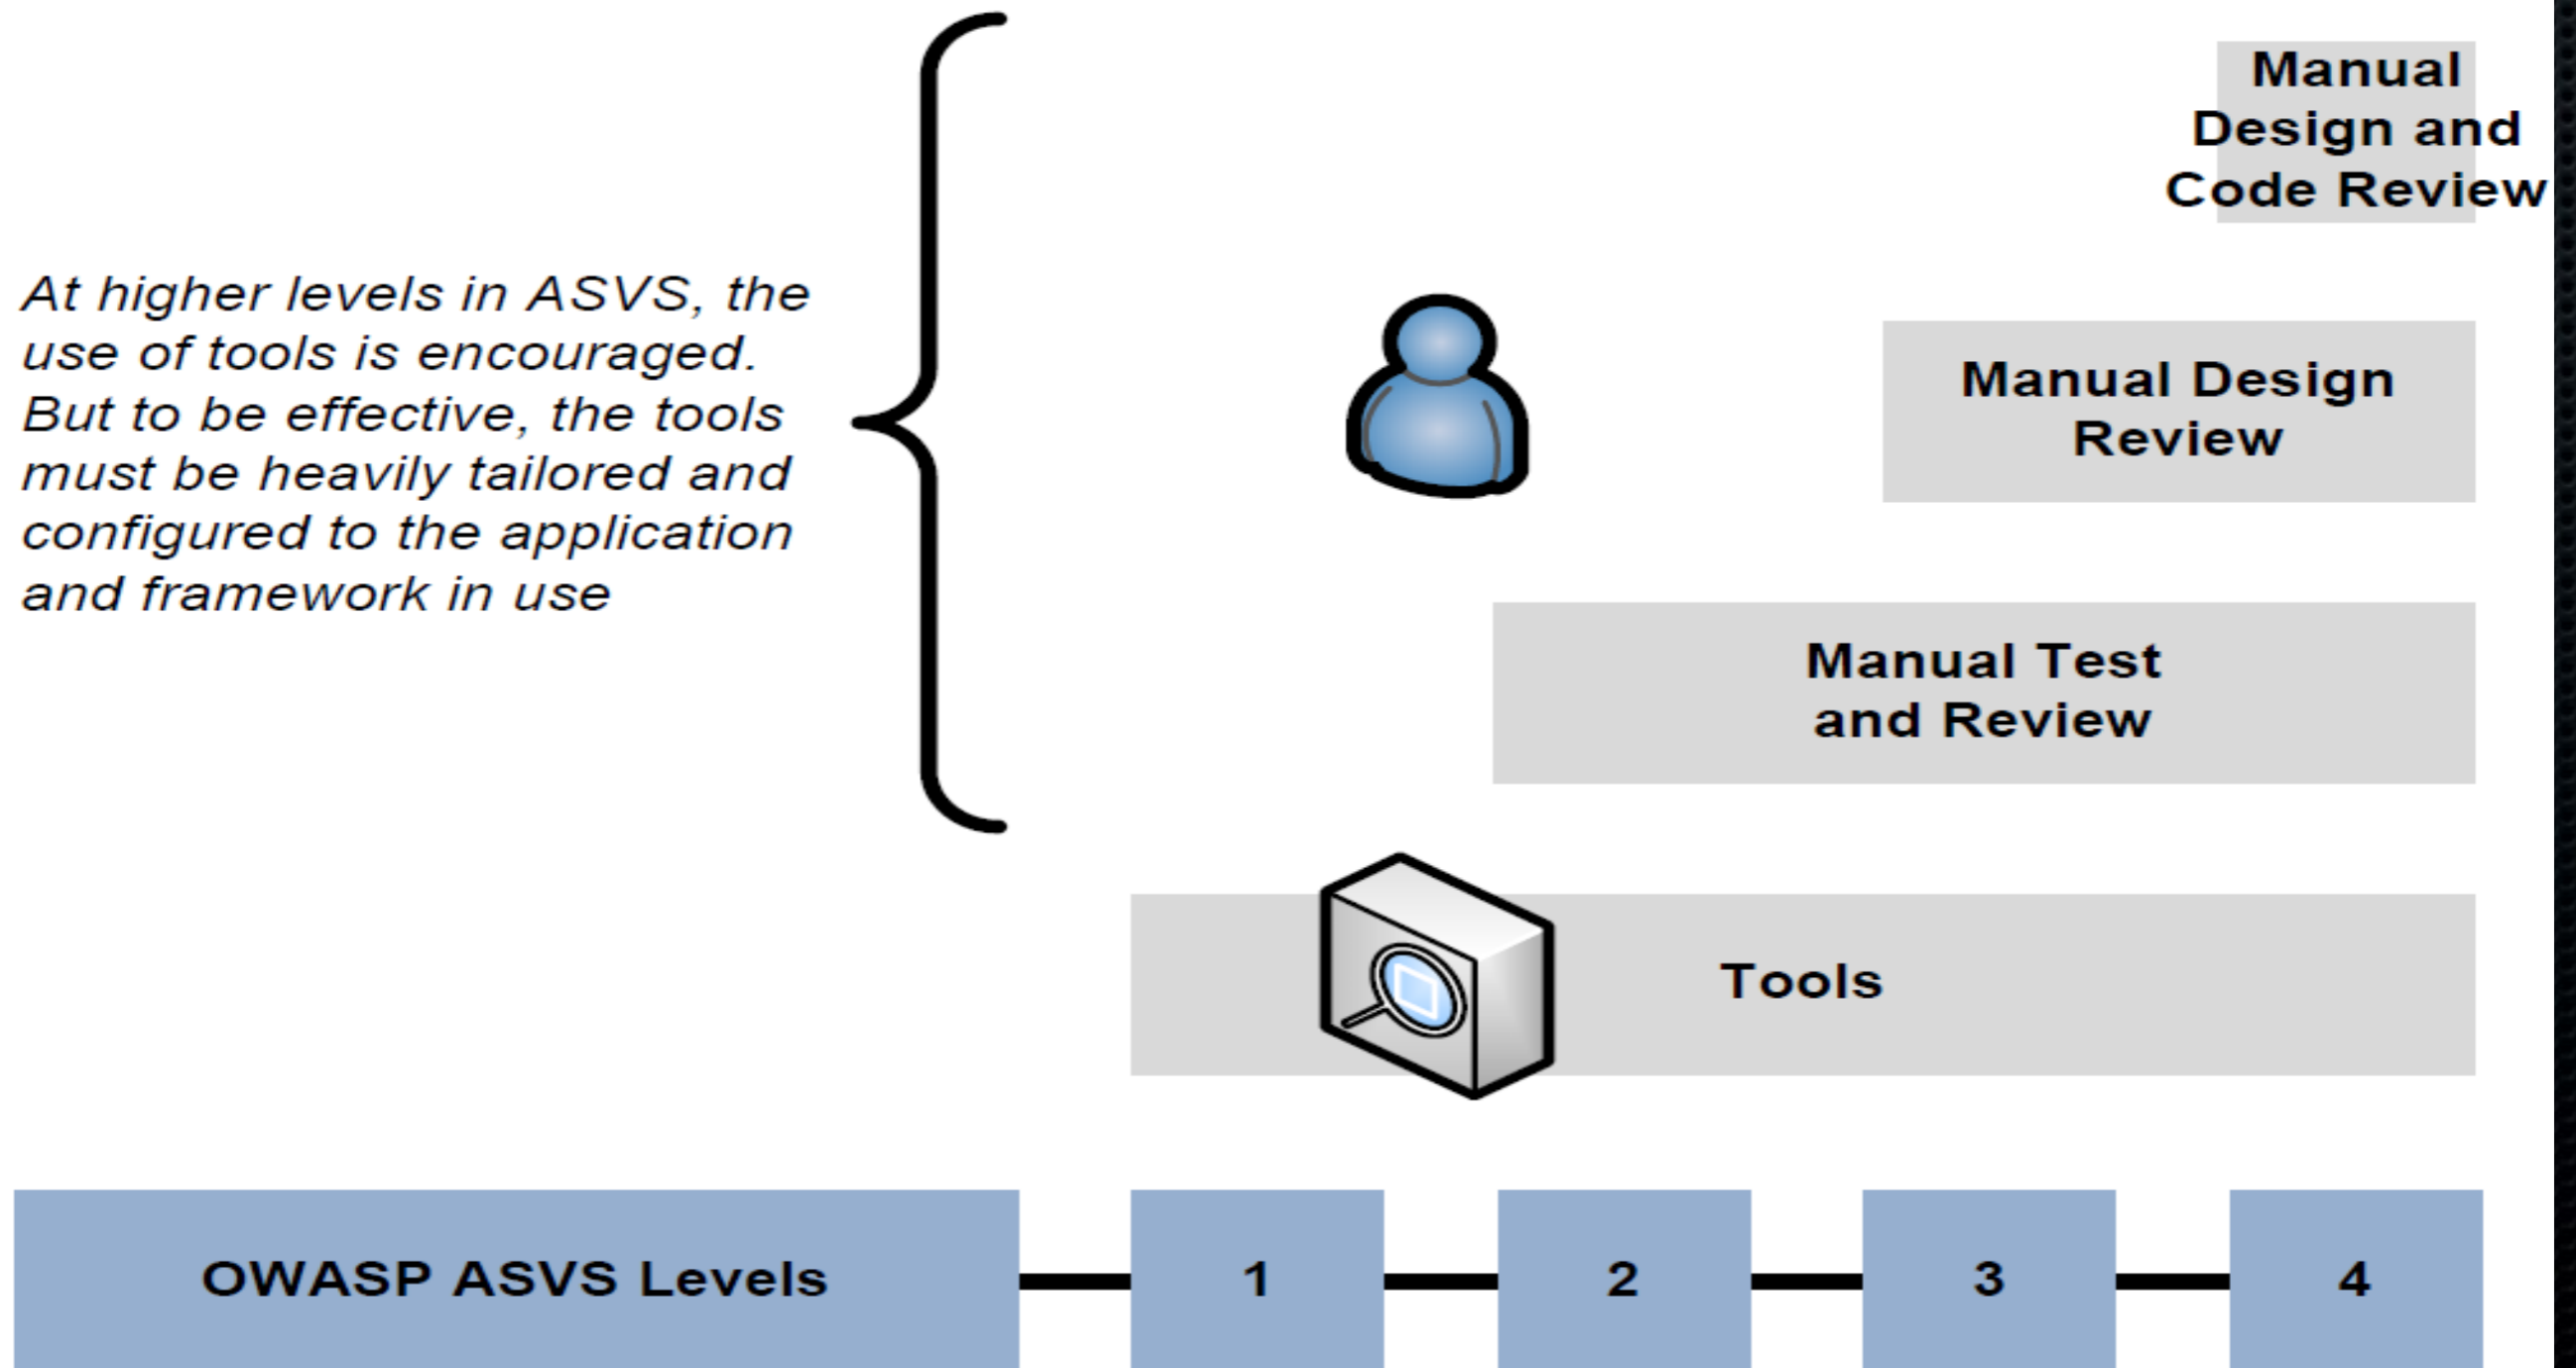 Manual
Design and
Code Review
At higher levels in ASVS, the
use of tools is encouraged.
But to be effective, the tools
must be heavily tailored and
configured to the application
and framework in use
Manual Design
Review
Manual Test
and Review
Tools
OWASP ASVS Levels
1
2
3
4